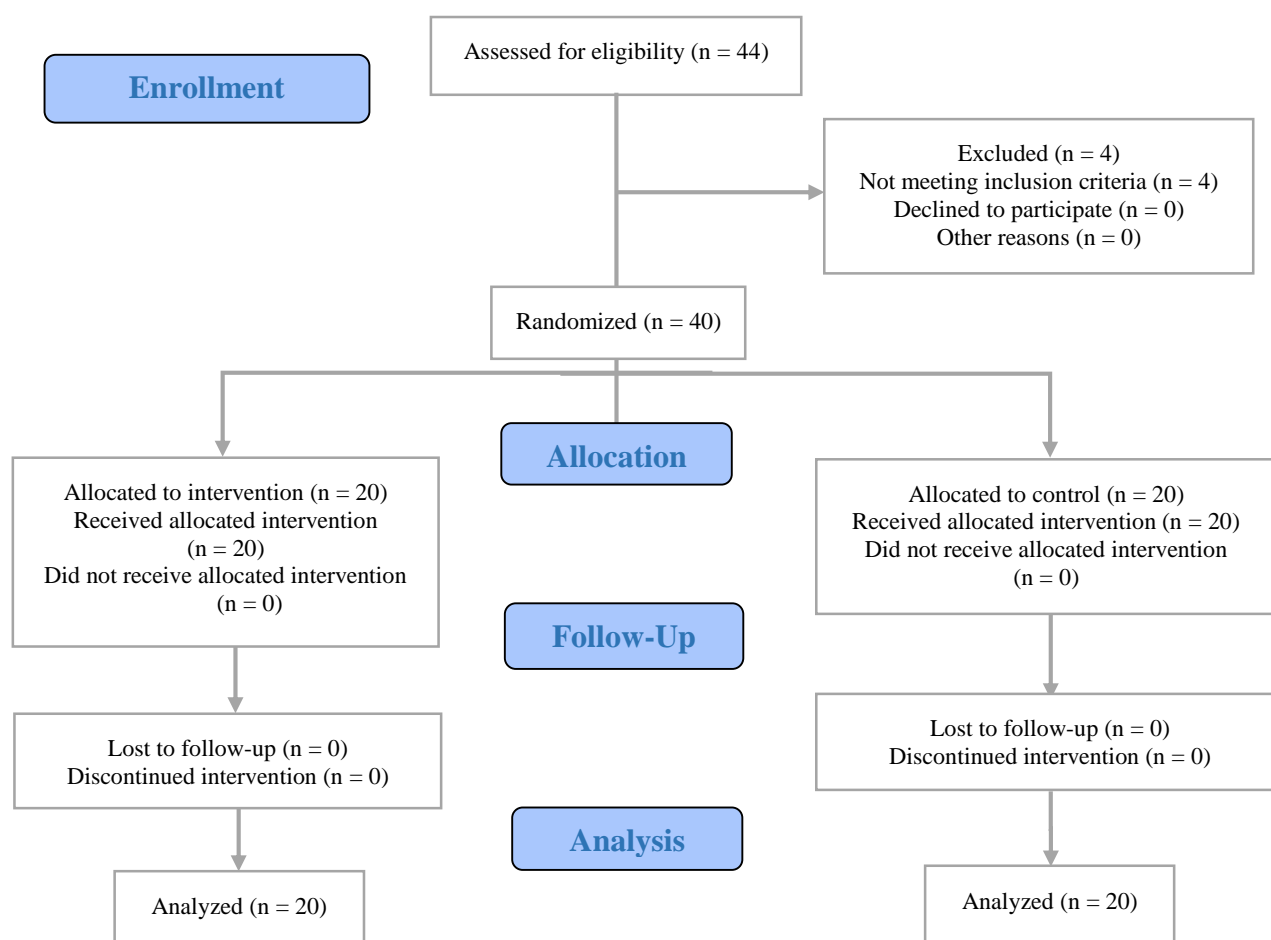 Assessed for eligibility (n = 44)
Enrollment
Excluded (n = 4)
Not meeting inclusion criteria (n = 4)
Declined to participate (n = 0)
Other reasons (n = 0)
Randomized (n = 40)
Allocation
Allocated to intervention (n = 20)
Received allocated intervention
(n = 20)
Did not receive allocated intervention
(n = 0)
Allocated to control (n = 20)
Received allocated intervention (n = 20)
Did not receive allocated intervention
(n = 0)
Follow-Up
Lost to follow-up (n = 0)
Discontinued intervention (n = 0)
Lost to follow-up (n = 0)
Discontinued intervention (n = 0)
Analysis
Analyzed (n = 20)
Analyzed (n = 20)